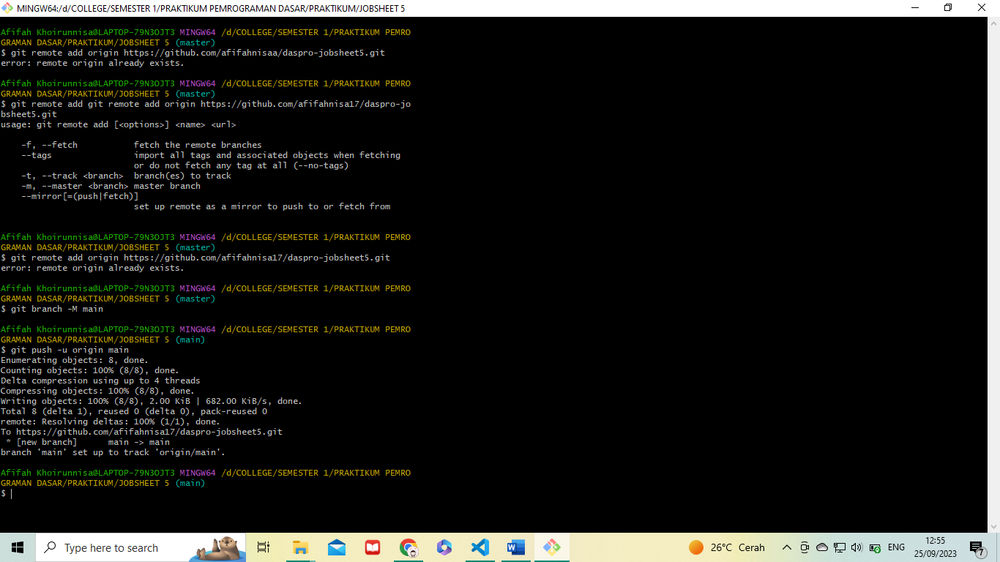 MINGW64:/d/COLLEGE/SEMESTER 1/PRAKTIKUM PEMROGRAMAN DASAR/PRAKTIKUM/JOBSHEET 5
Afifah Khoirunnisa@LAPTOP-79N3OJT3 MINGW64 /d/COLLEGE/SEMESTER 1/PRAKTIKUM PEMRO
GRAMAN DASAR/PRAKTIKUM/JOBSHEET 5 (master)
$ git remote add origin https://github.com/afifahnisaa/daspro-jobsheet5.git
error: remote origin already exists.
Afifah Khoirunnisa@LAPTOP-79N3OJT3 MINGW64 /d/COLLEGE/SEMESTER 1/PRAKTIKUM PEMRO
GRAMAN DASAR/PRAKTIKUM/JOBSHEET 5 (master)
$ git remote add git remote add origin https://github.com/afifahnisa17/daspro-jo
bsheet5.git
usage: git remote add [<options>] <name> <url>
-f, --fetch fetch the remote branches
--tags import all tags and associated objects when fetching
or do not fetch any tag at all (--no-tags)
-t, --track <branch> branch(es) to track
-m, --master <branch> master branch
--mirror[=(push|fetch)]
set up remote as a mirror to push to or fetch from
Afifah Khoirunnisa@LAPTOP-79N3OJT3 MINGW64 /d/COLLEGE/SEMESTER 1/PRAKTIKUM PEMRO
GRAMAN DASAR/PRAKTIKUM/JOBSHEET 5 (master)
$ git remote add origin https://github.com/afifahnisa17/daspro-jobsheet5.git
error: remote origin already exists.
Afifah Khoirunnisa@LAPTOP-79N3OJT3 MINGW64 /d/COLLEGE/SEMESTER 1/PRAKTIKUM PEMRO
GRAMAN DASAR/PRAKTIKUM/JOBSHEET 5 (master)
$ git branch -M main
Afifah Khoirunnisa@LAPTOP-79N3OJT3 MINGW64 /d/COLLEGE/SEMESTER 1/PRAKTIKUM PEMRO
GRAMAN DASAR/PRAKTIKUM/JOBSHEET 5 (main)
$ git push -u origin main
Enumerating objects: 8, done.
Counting objects: 100% (8/8), done.
Delta compression using up to 4 threads
Compressing objects: 100% (8/8), done.
Writing objects: 100% (8/8), 2.00 KiB | 682.00 KiB/s, done.
Total 8 (delta 1), reused 0 (delta 0), pack-reused 0
remote: Resolving deltas: 100% (1/1), done.
To https://github.com/afifahnisa17/daspro-jobsheet5.git
* [new branch] main -> main
branch 'main' set up to track 'origin/main'.
Afifah Khoirunnisa@LAPTOP-79N3OJT3 MINGW64 /d/COLLEGE/SEMESTER 1/PRAKTIKUM PEMRO
GRAMAN DASAR/PRAKTIKUM/JOBSHEET 5 (main)
$
Type here to search
26°C Cerah
ENG
12:55
25/09/2023
7